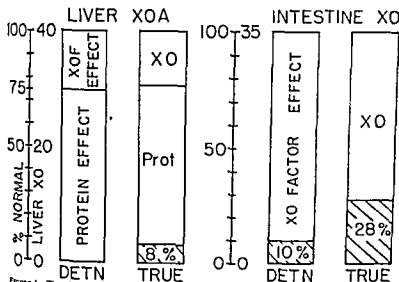 LIVER XOA
INTESTINE XO
100 40
75
50 20
0 0
% NORMAL
LIVER XO
XOF EFFECT
PROTEIN EFFECT
XO
Prot
8%
DETN TRUE
100 35
50
0 0
XO FACTOR EFFECT
10%
XO
28%
DETN TRUE